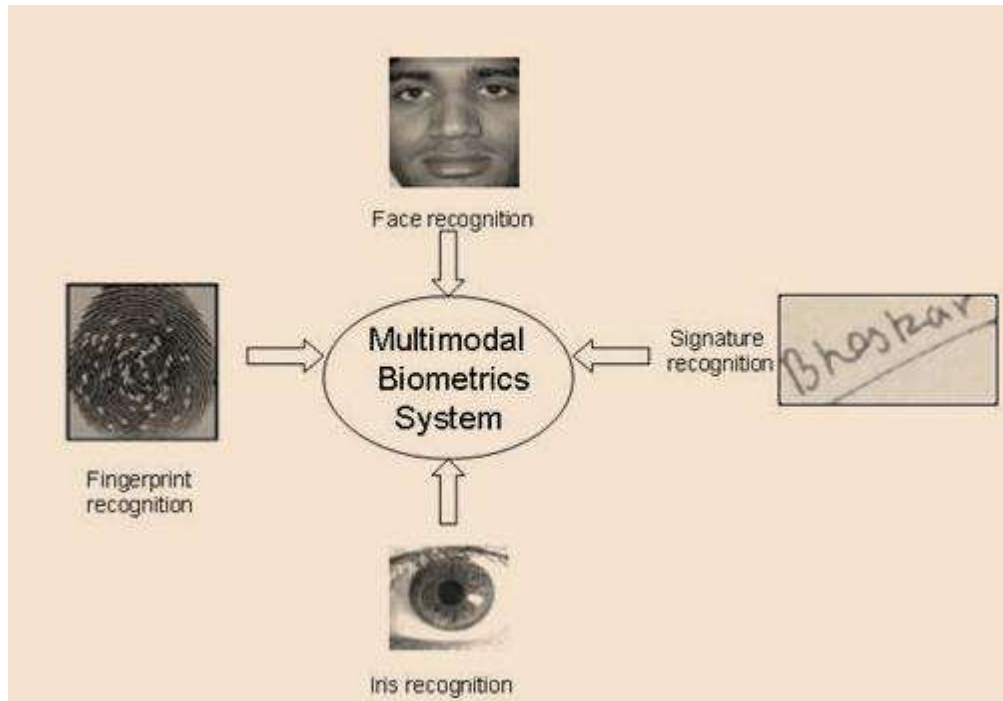 Face recognition
Multimodal
Biometrics
System
Signature
recognition
Bhaskar
Fingerprint
recognition
Iris recognition